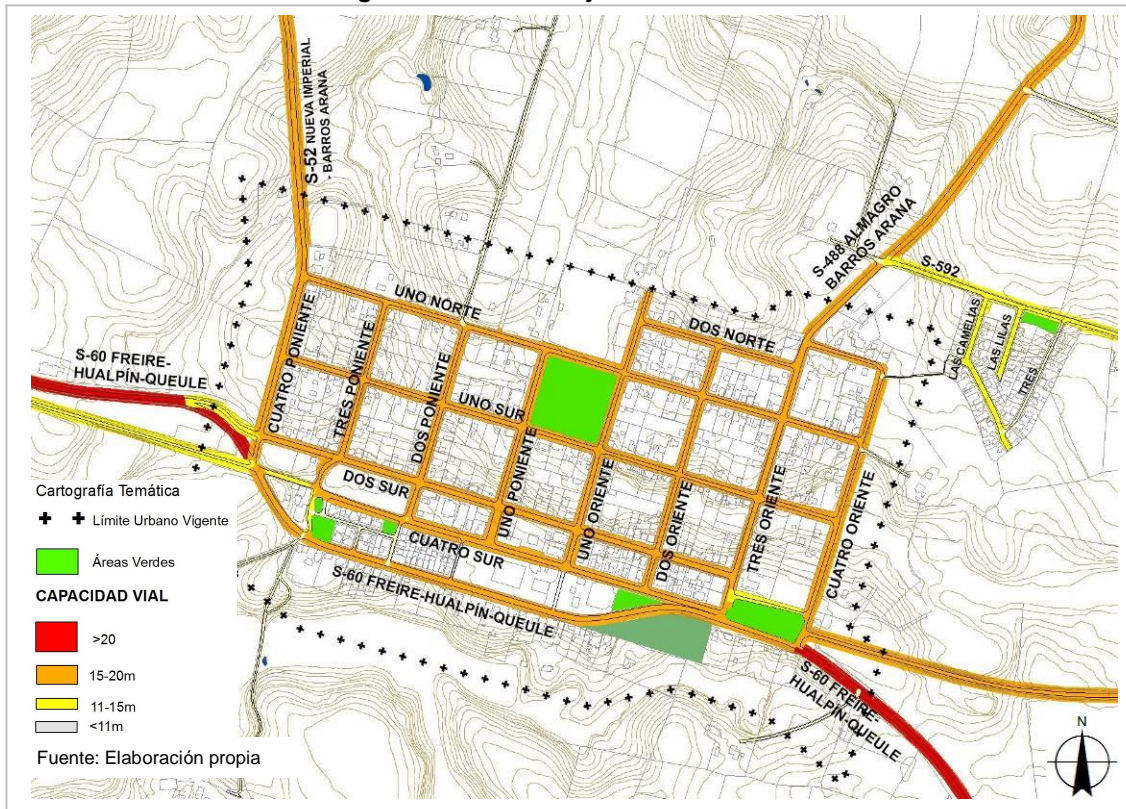 S-52 NUEVA IMPERIAL
- BARROS ARANA
S-488 ALMAGRO
BARROS ARANA
S-592
UNO NORTE
DOS NORTE
LAS CAMELIAS
LAS LILAS
TRES
S-60 FREIRE-
HUALPÍN-QUEULE
CUATRO PONIENTE
TRES PONIENTE
DOS PONIENTE
UNO SUR
UNO PONIENTE
UNO ORIENTE
DOS ORIENTE
TRES ORIENTE
CUATRO ORIENTE
DOS SUR
CUATRO SUR
S-60 FREIRE-HUALPÍN-QUEULE
S-60 FREIRE-
HUALPÍN-QUEULE
Cartografía Temática
Límite Urbano Vigente
Áreas Verdes
CAPACIDAD VIAL
>20
15-20m
11-15m
<11m
Fuente: Elaboración propia
N